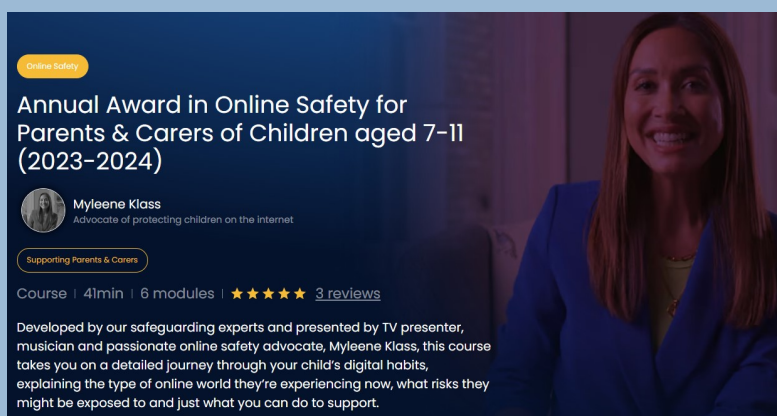 Online Safety
Annual Award in Online Safety for
Parents & Carers of Children aged 7-11
(2023-2024)
Myleene Klass
Advocate of protecting children on the internet
Supporting Parents & Carers
Course | 41min | 6 modules | ★★★★★ 3 reviews
Developed by our safeguarding experts and presented by TV presenter,
musician and passionate online safety advocate, Myleene Klass, this course
takes you on a detailed journey through your child's digital habits,
explaining the type of online world they're experiencing now, what risks they
might be exposed to and just what you can do to support.